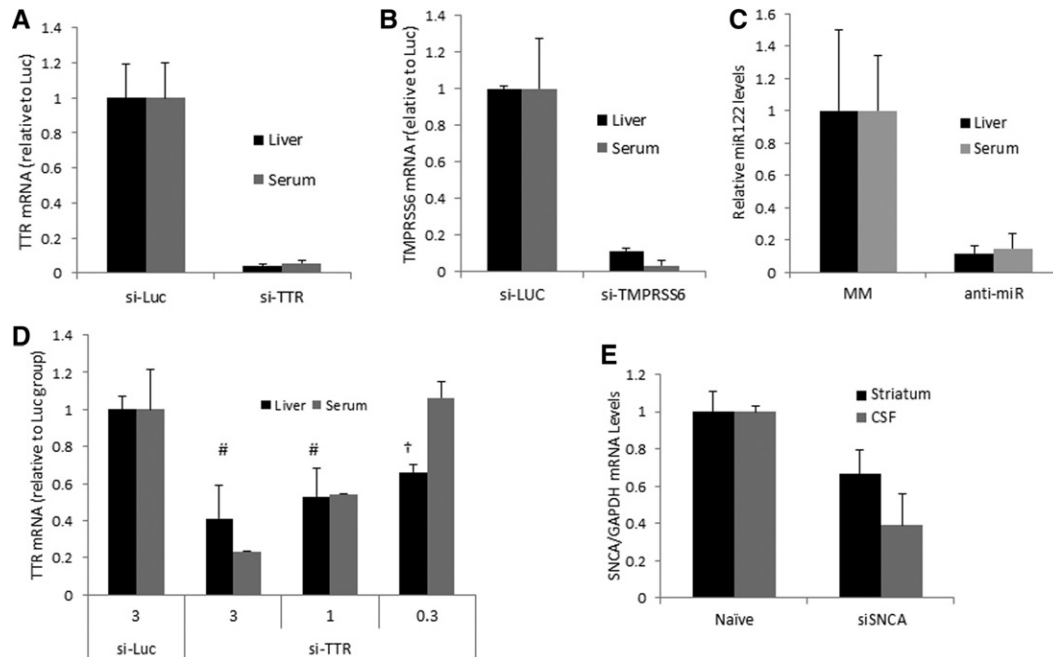 A
TTR mRNA (relative to Luc)
1.4
1.2
1
0.8
0.6
0.4
0.2
0
Liver
Serum
si-Luc
si-TTR
B
TMPRSS6 mRNA r(elative to Luc)
1.4
1.2
1
0.8
0.6
0.4
0.2
0
Liver
Serum
si-LUC
si-TMPRSS6
C
Relative miR122 levels
1.6
1.4
1.2
1
0.8
0.6
0.4
0.2
0
Liver
Serum
MM
anti-miR
D
TTR mRNA (relative to Luc group)
1.4
1.2
1
0.8
0.6
0.4
0.2
0
Liver Serum
# # †
3 3 1 0.3
si-Luc si-TTR
E
SNCA/GAPDH mRNA Levels
1.2
1
0.8
0.6
0.4
0.2
0
Striatum
CSF
Naïve
siSNCA